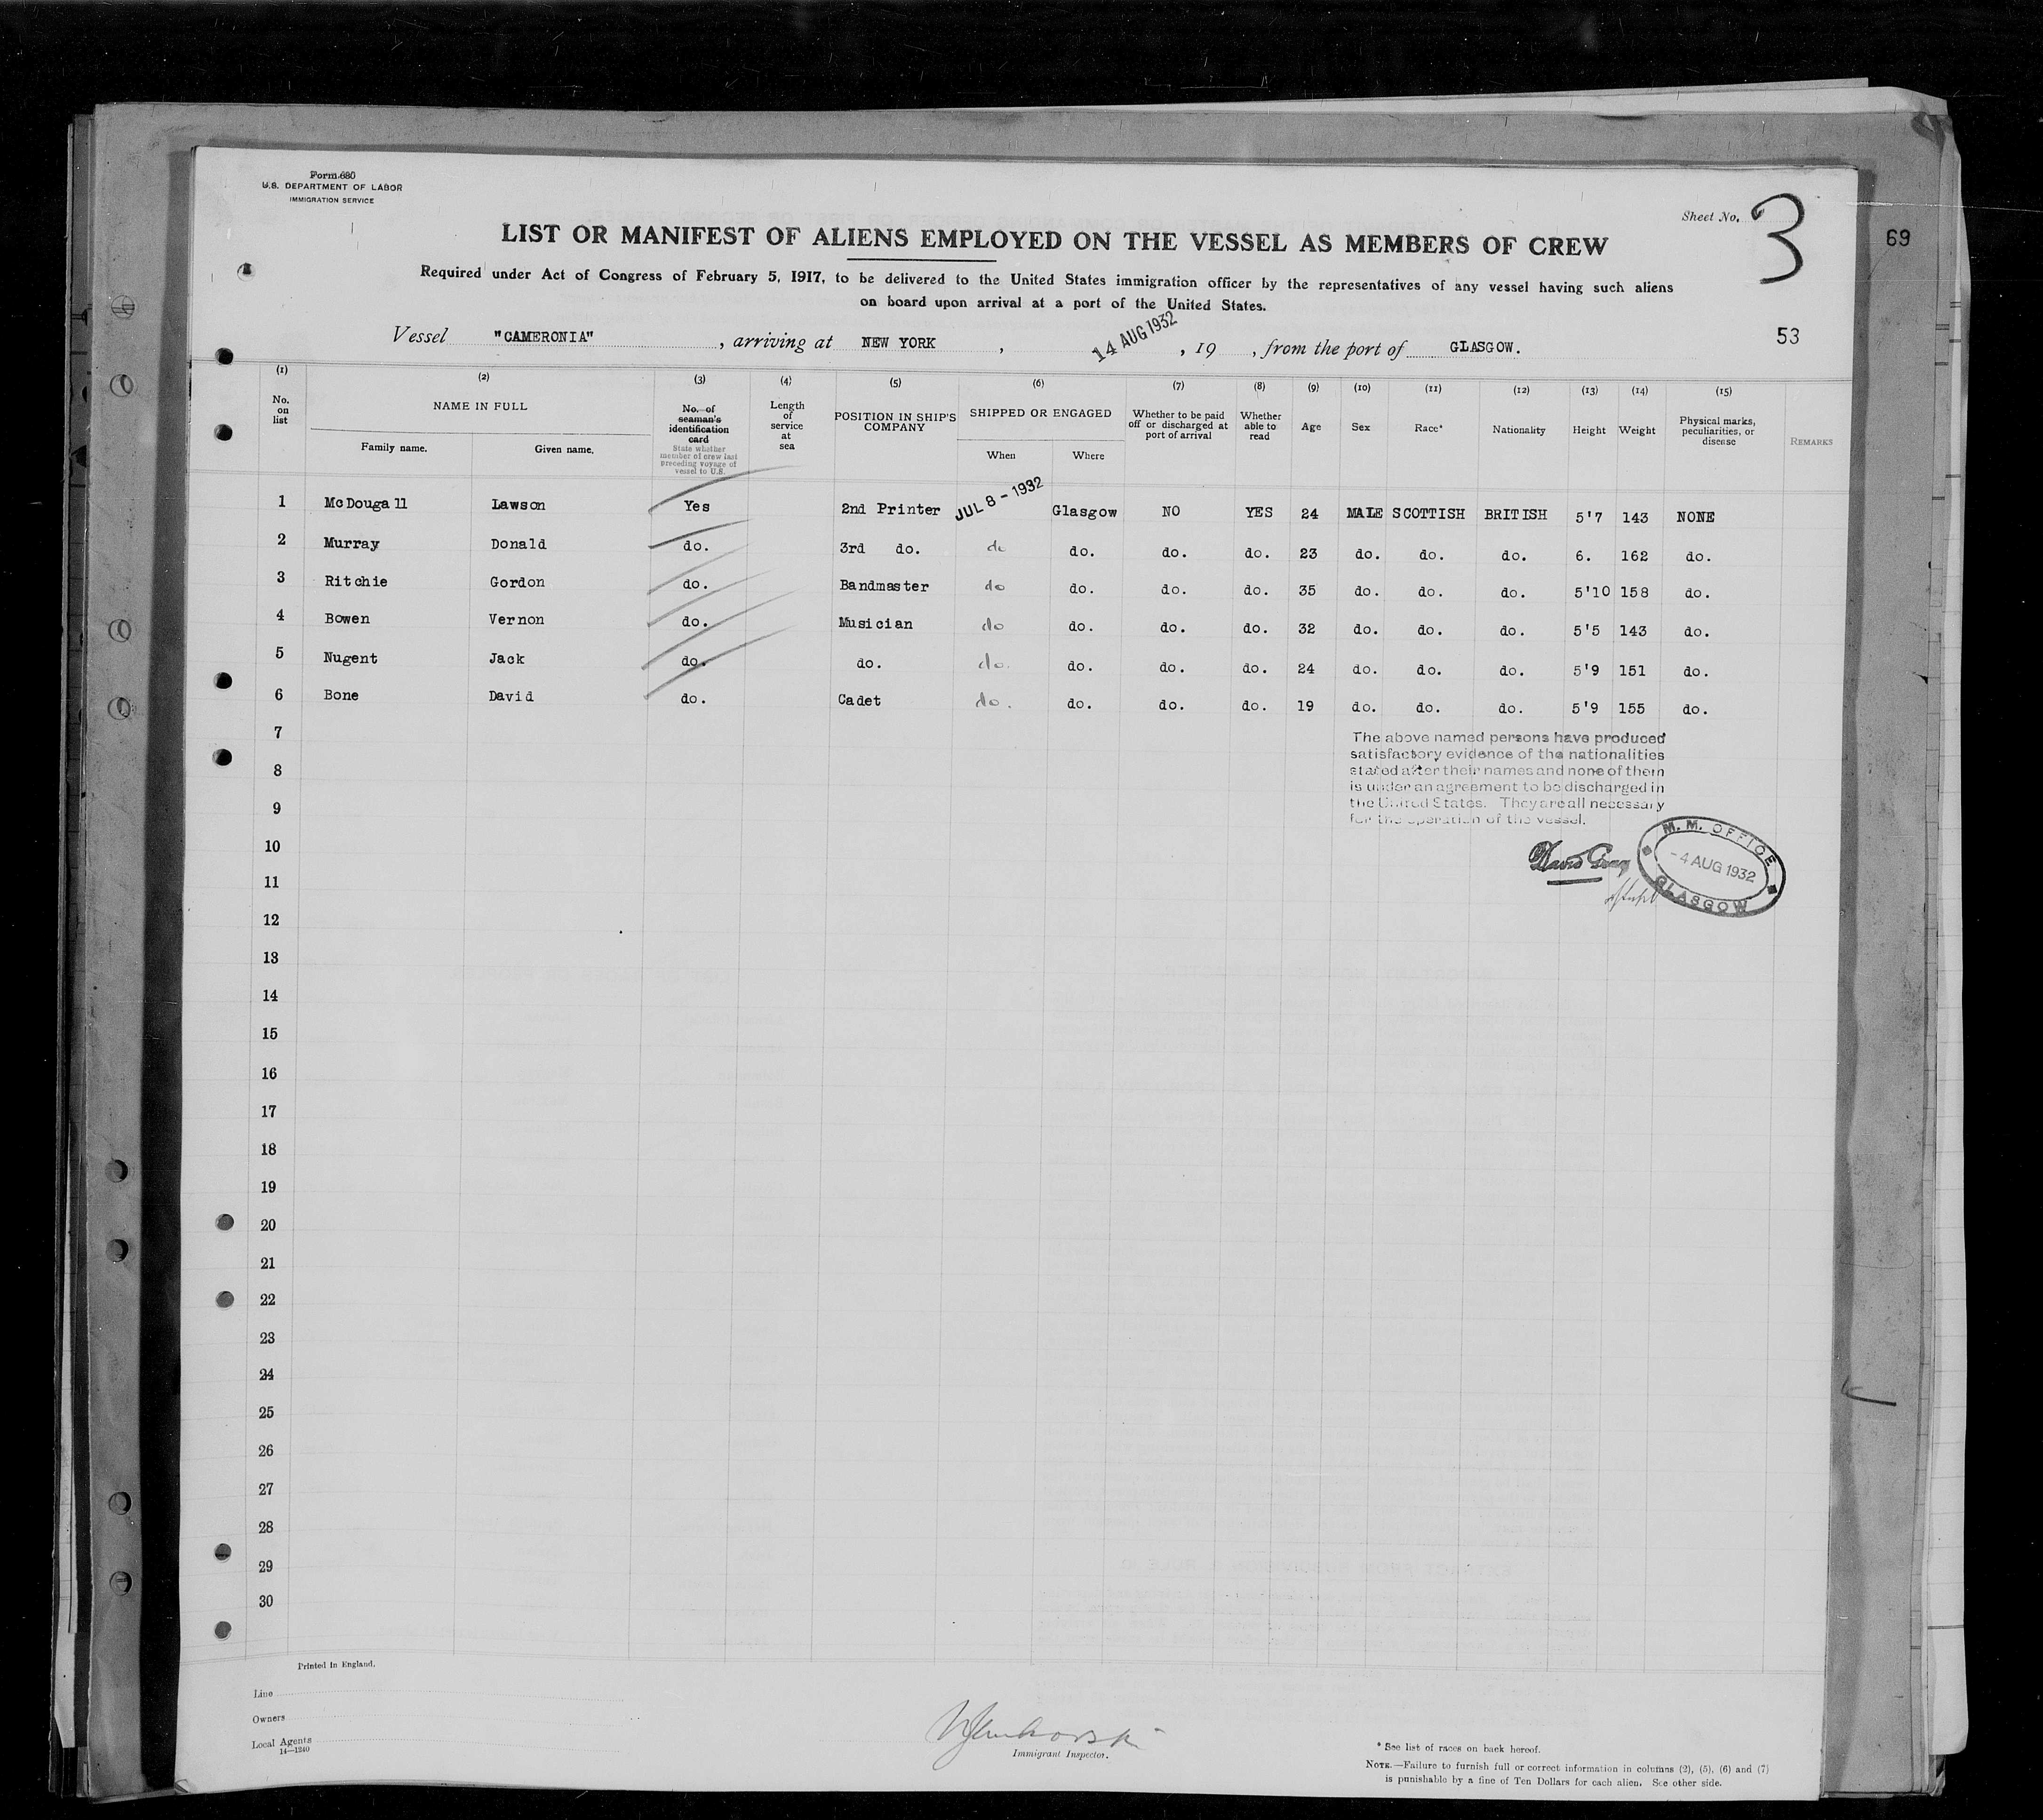 Form 680
U.S. DEPARTMENT OF LABOR
IMMIGRATION SERVICE
Sheet No. 3
69
LIST OR MANIFEST OF ALIENS EMPLOYED ON THE VESSEL AS MEMBERS OF CREW
Required under Act of Congress of February 5, 1917, to be delivered to the United States immigration officer by the representatives of any vessel having such aliens
on board upon arrival at a port of the United States.
Vessel "CAMERONIA", arriving at NEW YORK, 14 AUG 1932, 19 , from the port of GLASGOW.
53
(1) (2) (3) (4) (5) (6) (7) (8) (9) (10) (11) (12) (13) (14) (15)
No. on list
NAME IN FULL
Family name. Given name.
No. of seaman's identification card
State whether member of crew last preceding voyage of vessel to U.S.
Length of service at sea
POSITION IN SHIP'S COMPANY
SHIPPED OR ENGAGED
When Where
Whether to be paid off or discharged at port of arrival
Whether able to read
Age
Sex
Race*
Nationality
Height
Weight
Physical marks, peculiarities, or disease
REMARKS
1 McDougall Lawson Yes 2nd Printer JUL 8 - 1932 Glasgow NO YES 24 MALE SCOTTISH BRITISH 5'7 143 NONE
2 Murray Donald do. 3rd do. do do. do. do. 23 do. do. do. 6. 162 do.
3 Ritchie Gordon do. Bandmaster do do. do. do. 35 do. do. do. 5'10 158 do.
4 Bowen Vernon do. Musician do do. do. do. 32 do. do. do. 5'5 143 do.
5 Nugent Jack do. do. do. do. do. do. 24 do. do. do. 5'9 151 do.
6 Bone David do. Cadet do. do. do. do. 19 do. do. do. 5'9 155 do.
7
8
9
10
11
12
13
14
15
16
17
18
19
20
21
22
23
24
25
26
27
28
29
30
The above named persons have produced
satisfactory evidence of the nationalities
stated after their names and none of them
is under an agreement to be discharged in
the United States. They are all necessary
for the operation of the vessel.
David Gray
M. M. OFFICE
- 4 AUG 1932
GLASGOW
Printed in England.
Line
Owners
Local Agents
14—1240
Immigrant Inspector.
* See list of races on back hereof.
NOTE.—Failure to furnish full or correct information in columns (2), (5), (6) and (7)
is punishable by a fine of Ten Dollars for each alien. See other side.